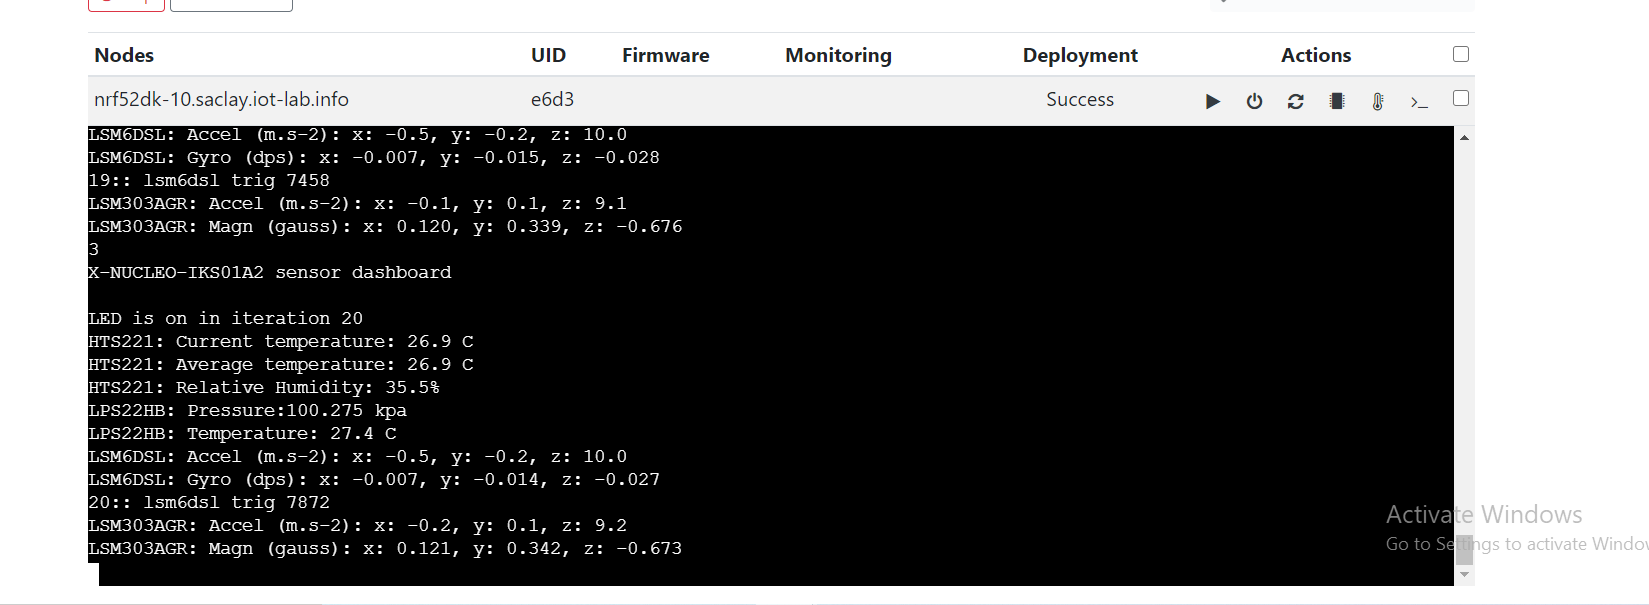 Nodes UID Firmware Monitoring Deployment Actions
nrf52dk-10.saclay.iot-lab.info e6d3 Success
LSM6DSL: Accel (m.s-2): x: -0.5, y: -0.2, z: 10.0
LSM6DSL: Gyro (dps): x: -0.007, y: -0.015, z: -0.028
19:: lsm6dsl trig 7458
LSM303AGR: Accel (m.s-2): x: -0.1, y: 0.1, z: 9.1
LSM303AGR: Magn (gauss): x: 0.120, y: 0.339, z: -0.676
3
X-NUCLEO-IKS01A2 sensor dashboard
LED is on in iteration 20
HTS221: Current temperature: 26.9 C
HTS221: Average temperature: 26.9 C
HTS221: Relative Humidity: 35.5%
LPS22HB: Pressure:100.275 kpa
LPS22HB: Temperature: 27.4 C
LSM6DSL: Accel (m.s-2): x: -0.5, y: -0.2, z: 10.0
LSM6DSL: Gyro (dps): x: -0.007, y: -0.014, z: -0.027
20:: lsm6dsl trig 7872
LSM303AGR: Accel (m.s-2): x: -0.2, y: 0.1, z: 9.2
LSM303AGR: Magn (gauss): x: 0.121, y: 0.342, z: -0.673
Activate Windows
Go to Settings to activate Window